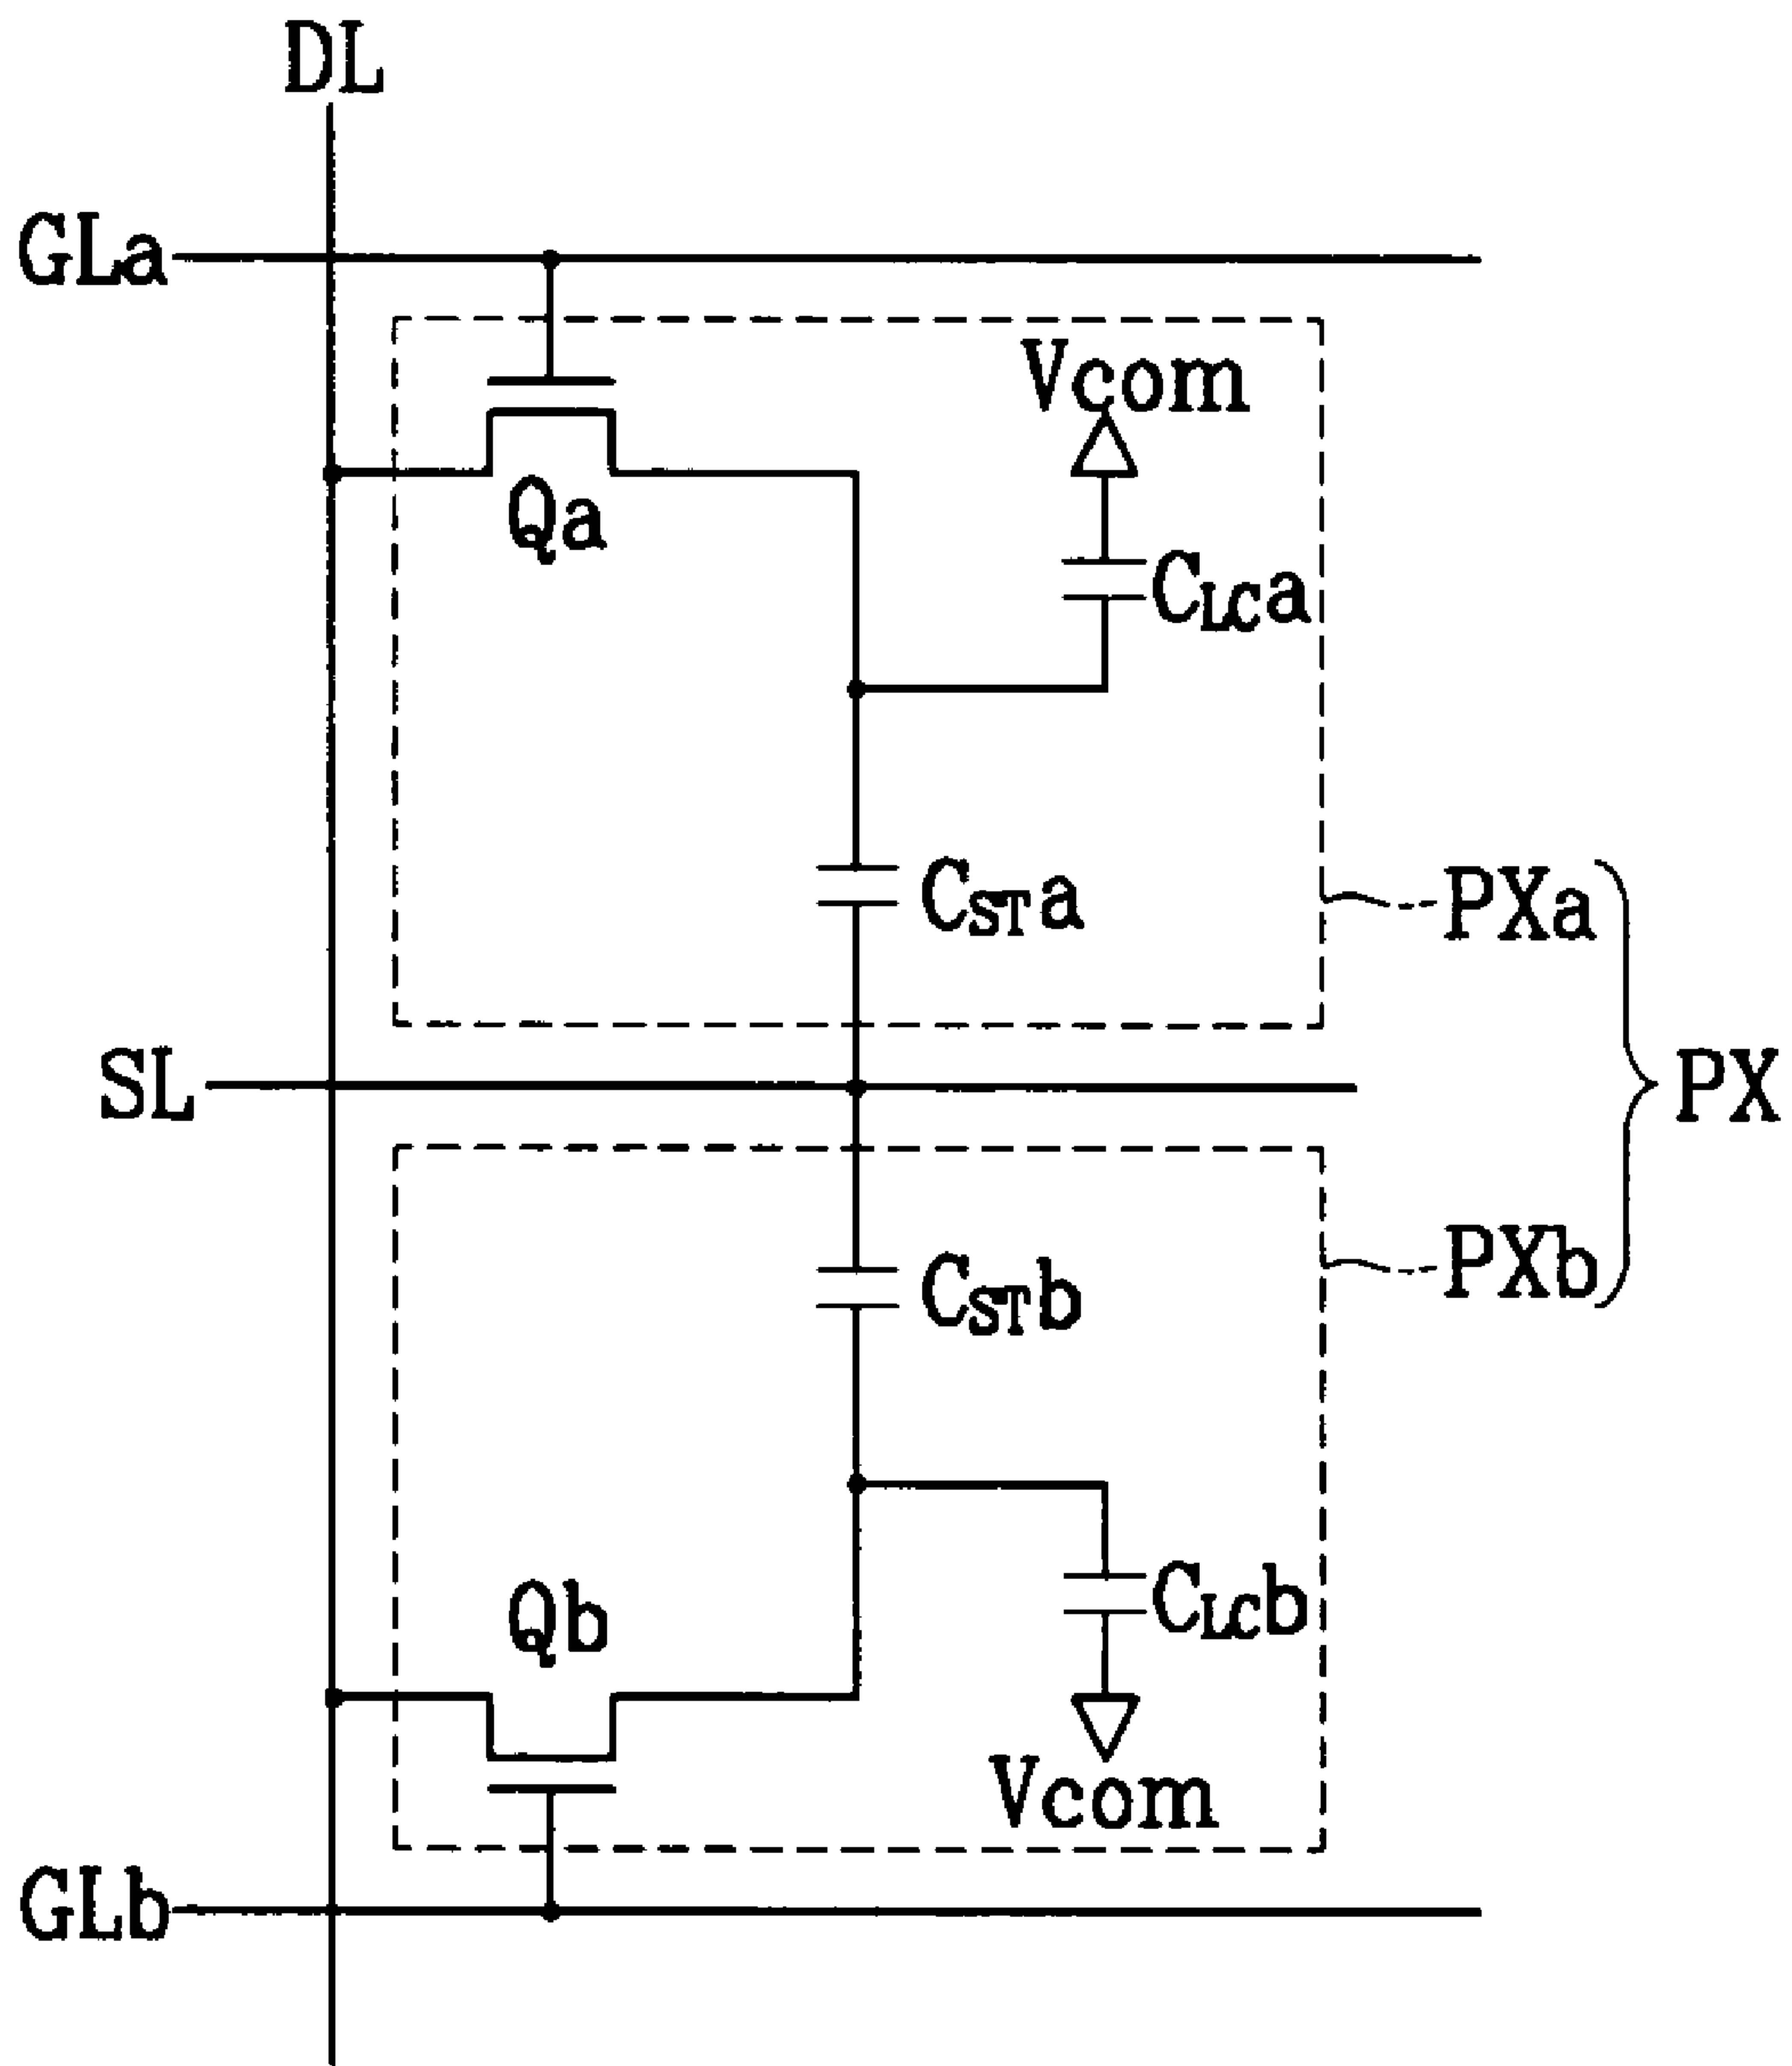 DL
GLa
Vcom
Qa
CLCa
CSTa
PXa
SL
PX
CSTb
PXb
CLCb
Qb
Vcom
GLb